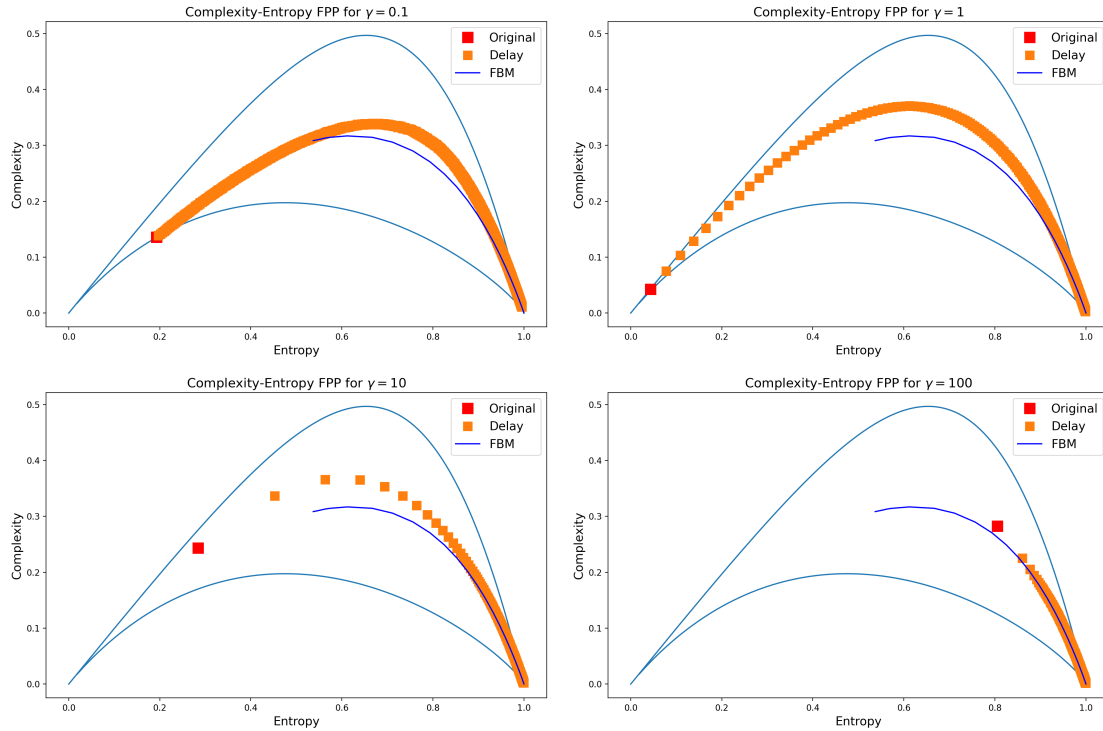 Complexity-Entropy FPP for γ = 0.1
Complexity
0.5
0.4
0.3
0.2
0.1
0.0
Original
Delay
FBM
0.0 0.2 0.4 0.6 0.8 1.0
Entropy
Complexity-Entropy FPP for γ = 1
Complexity
0.5
0.4
0.3
0.2
0.1
0.0
Original
Delay
FBM
0.0 0.2 0.4 0.6 0.8 1.0
Entropy
Complexity-Entropy FPP for γ = 10
Complexity
0.5
0.4
0.3
0.2
0.1
0.0
Original
Delay
FBM
0.0 0.2 0.4 0.6 0.8 1.0
Entropy
Complexity-Entropy FPP for γ = 100
Complexity
0.5
0.4
0.3
0.2
0.1
0.0
Original
Delay
FBM
0.0 0.2 0.4 0.6 0.8 1.0
Entropy